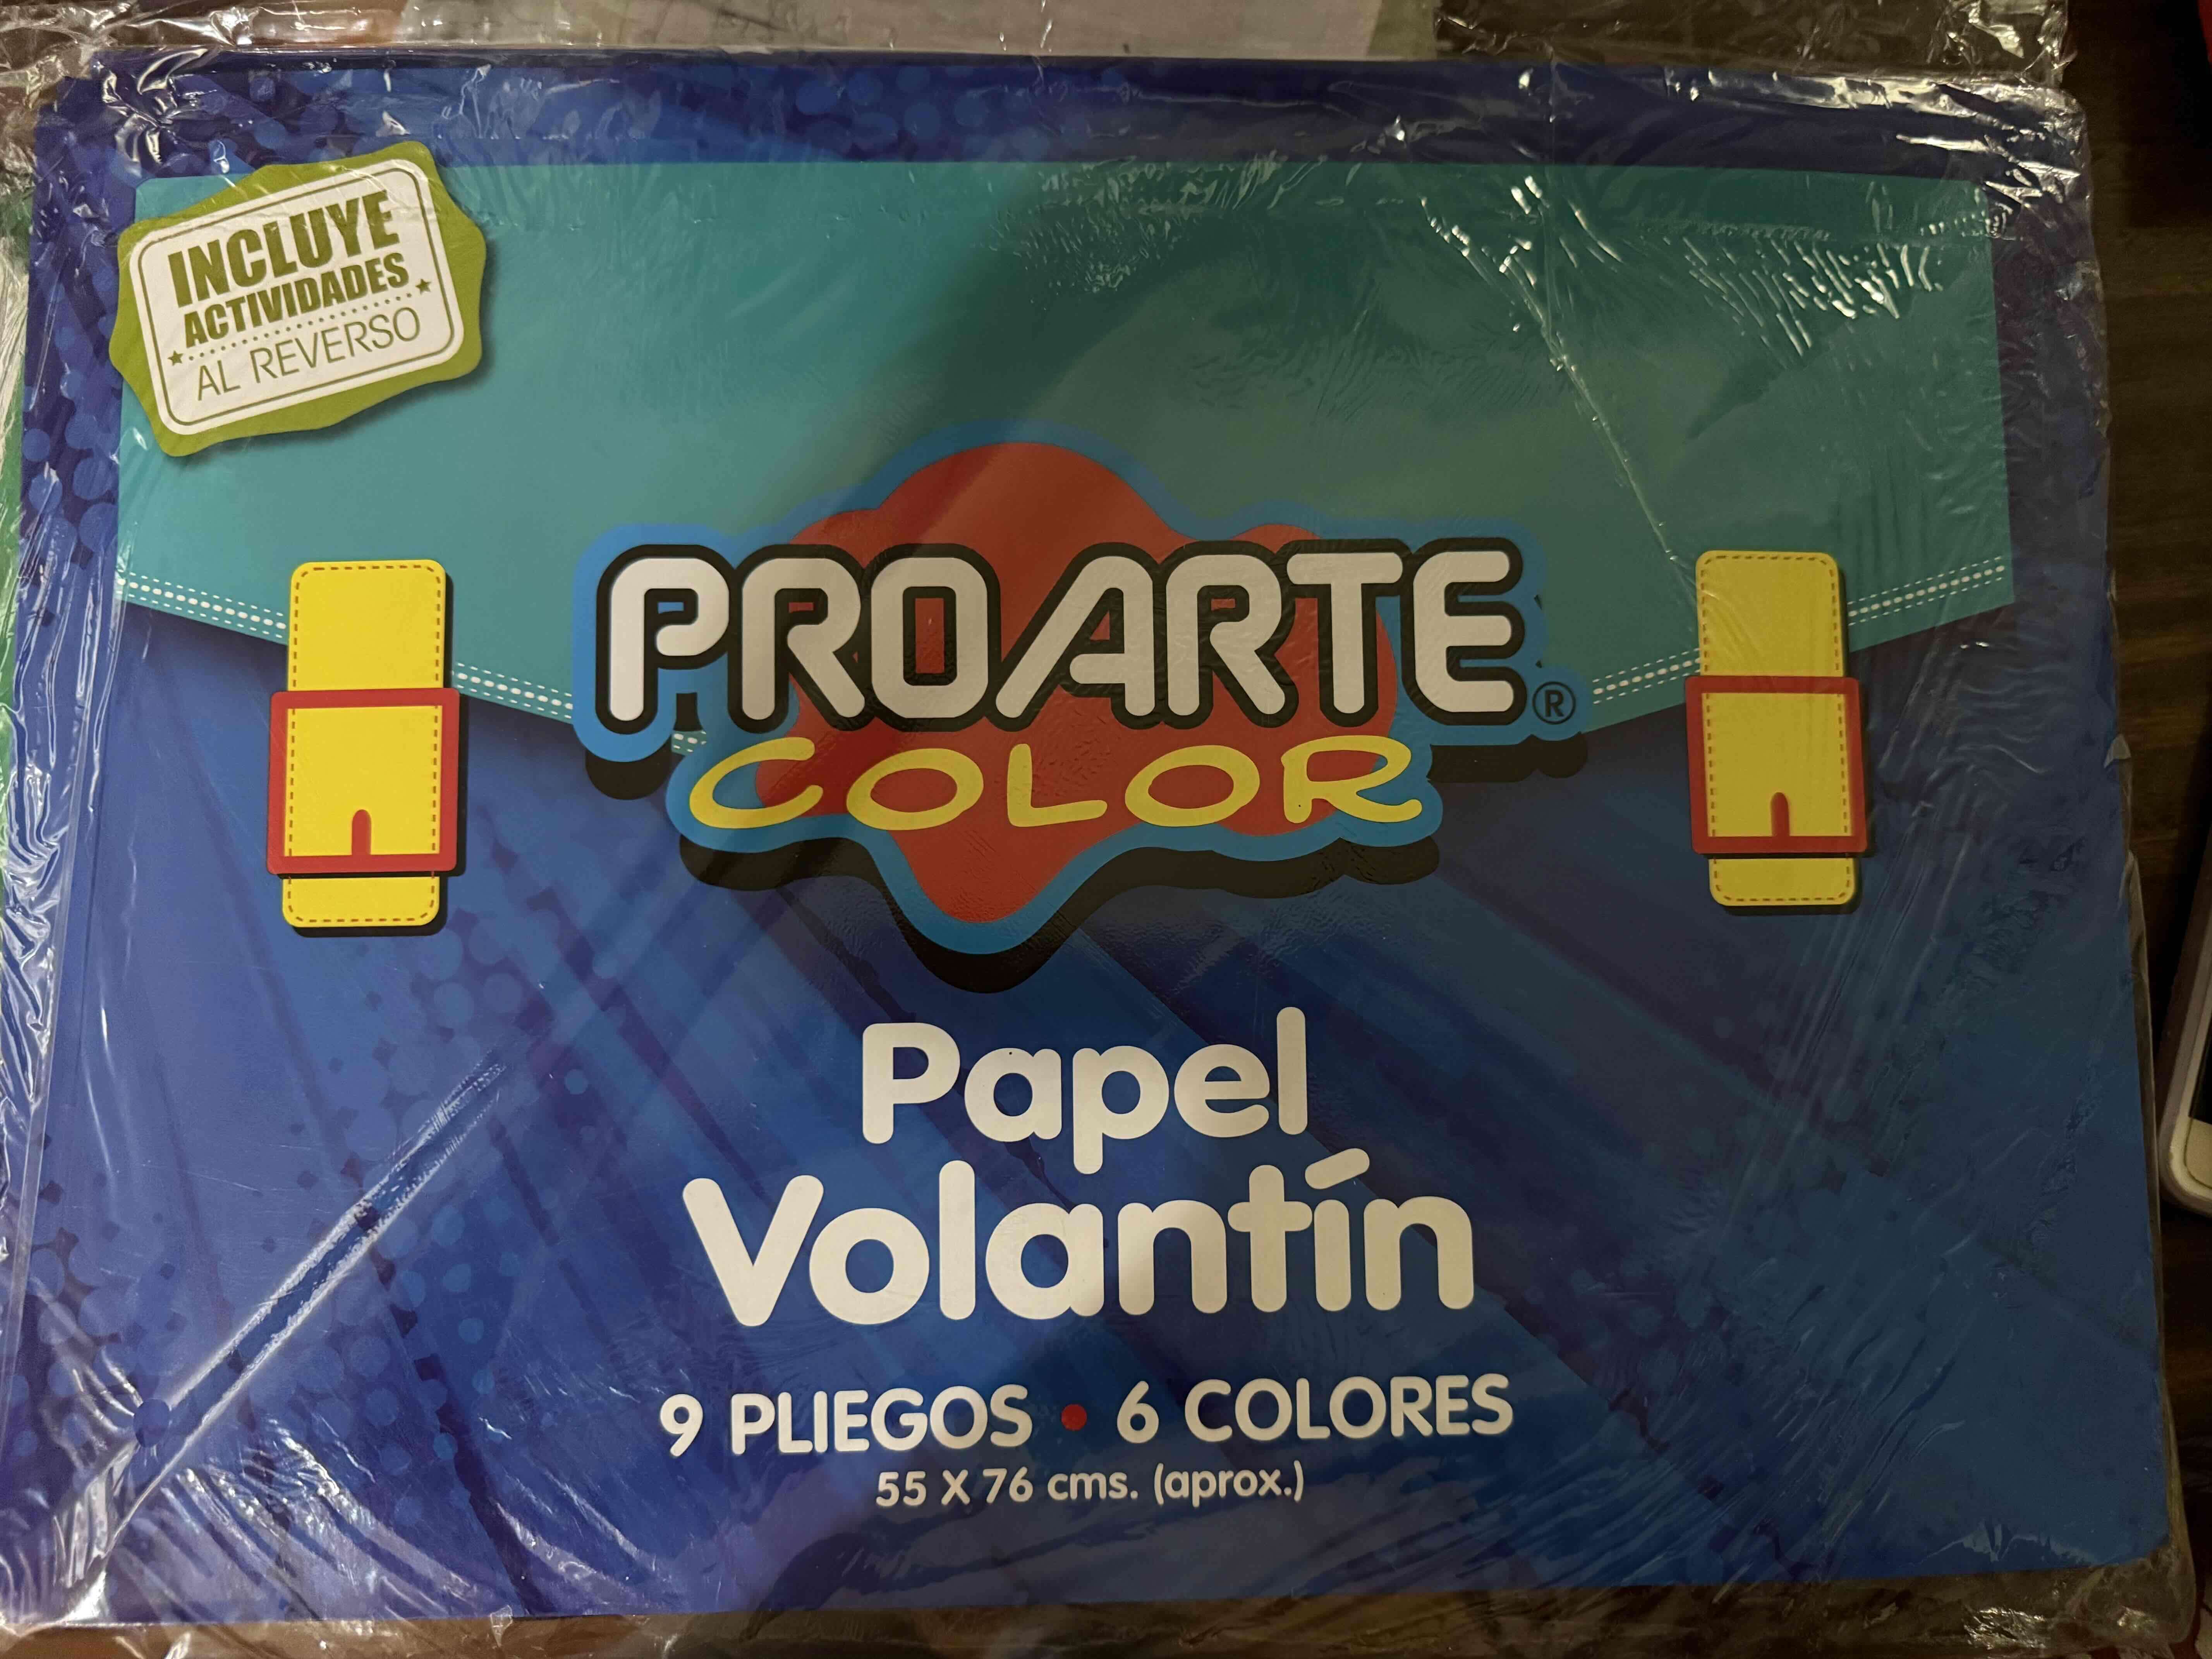 INCLUYE
ACTIVIDADES
AL REVERSO
PROARTE®
COLOR
Papel
Volantín
9 PLIEGOS • 6 COLORES
55 X 76 cms. (aprox.)